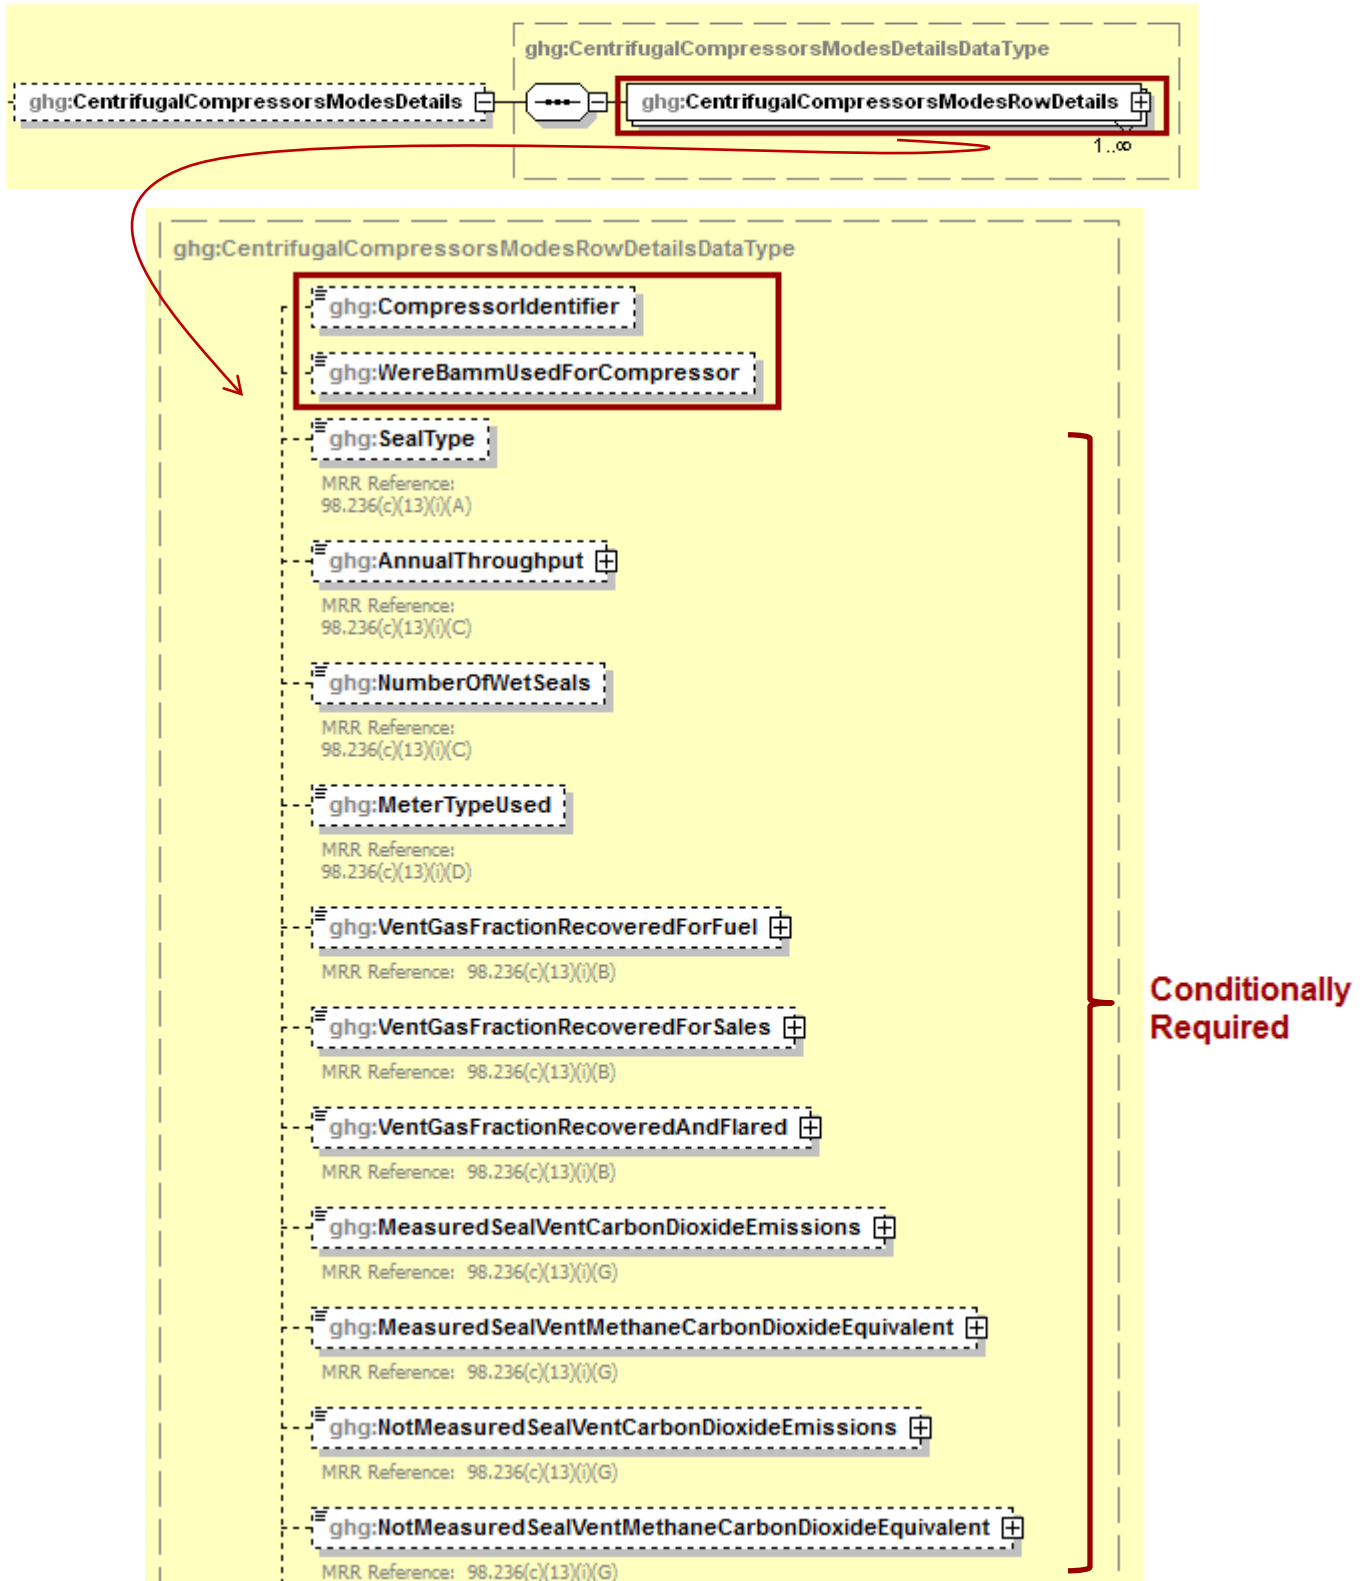 ghg:CentrifugalCompressorsModesDetailsDataType
ghg:CentrifugalCompressorsModesDetails
ghg:CentrifugalCompressorsModesRowDetails
1..∞
ghg:CentrifugalCompressorsModesRowDetailsDataType
ghg:CompressorIdentifier
ghg:WereBammUsedForCompressor
ghg:SealType
MRR Reference:
98.236(c)(13)(i)(A)
ghg:AnnualThroughput
MRR Reference:
98.236(c)(13)(i)(C)
ghg:NumberOfWetSeals
MRR Reference:
98.236(c)(13)(i)(C)
ghg:MeterTypeUsed
MRR Reference:
98.236(c)(13)(i)(D)
ghg:VentGasFractionRecoveredForFuel
MRR Reference: 98.236(c)(13)(i)(B)
Conditionally
Required
ghg:VentGasFractionRecoveredForSales
MRR Reference: 98.236(c)(13)(i)(B)
ghg:VentGasFractionRecoveredAndFlared
MRR Reference: 98.236(c)(13)(i)(B)
ghg:MeasuredSealVentCarbonDioxideEmissions
MRR Reference: 98.236(c)(13)(i)(G)
ghg:MeasuredSealVentMethaneCarbonDioxideEquivalent
MRR Reference: 98.236(c)(13)(i)(G)
ghg:NotMeasuredSealVentCarbonDioxideEmissions
MRR Reference: 98.236(c)(13)(i)(G)
ghg:NotMeasuredSealVentMethaneCarbonDioxideEquivalent
MRR Reference: 98.236(c)(13)(i)(G)